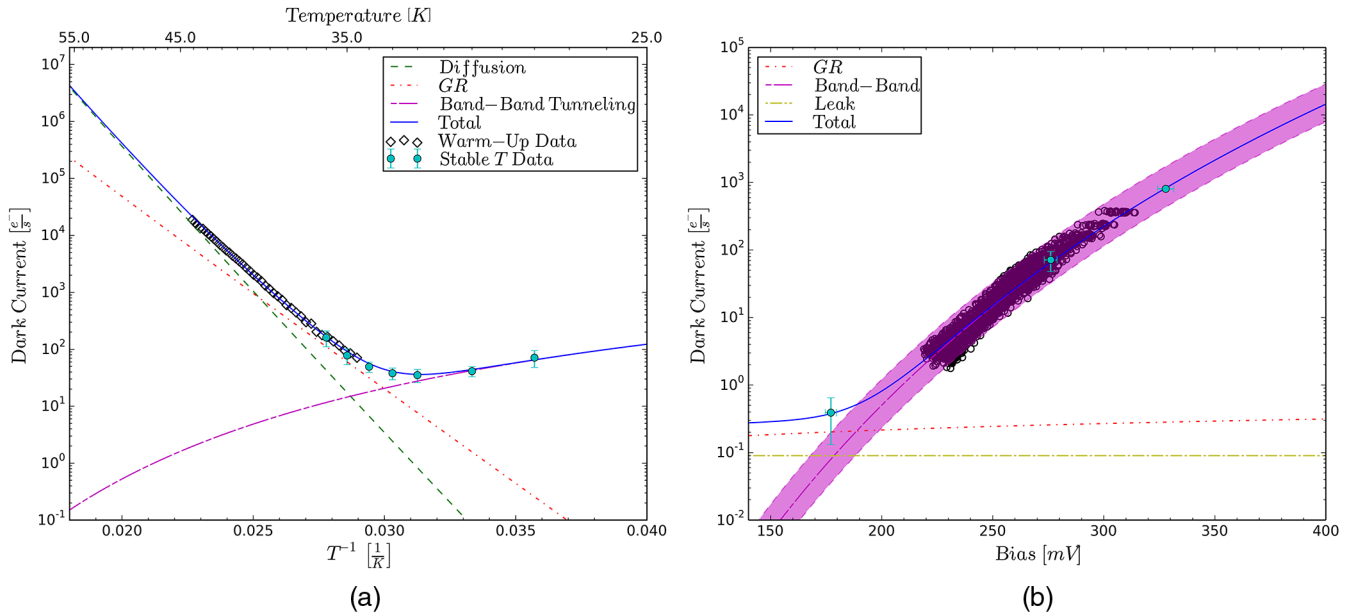 Temperature [K]
55.0 45.0 35.0 25.0
10^7
10^6
10^5
10^4
10^3
10^2
10^1
10^0
10^-1
Dark Current [e^-/s]
Diffusion
GR
Band−Band Tunneling
Total
Warm−Up Data
Stable T Data
0.020 0.025 0.030 0.035 0.040
T^-1 [1/K]
(a)
10^5
10^4
10^3
10^2
10^1
10^0
10^-1
10^-2
Dark Current [e^-/s]
GR
Band−Band
Leak
Total
150 200 250 300 350 400
Bias [mV]
(b)